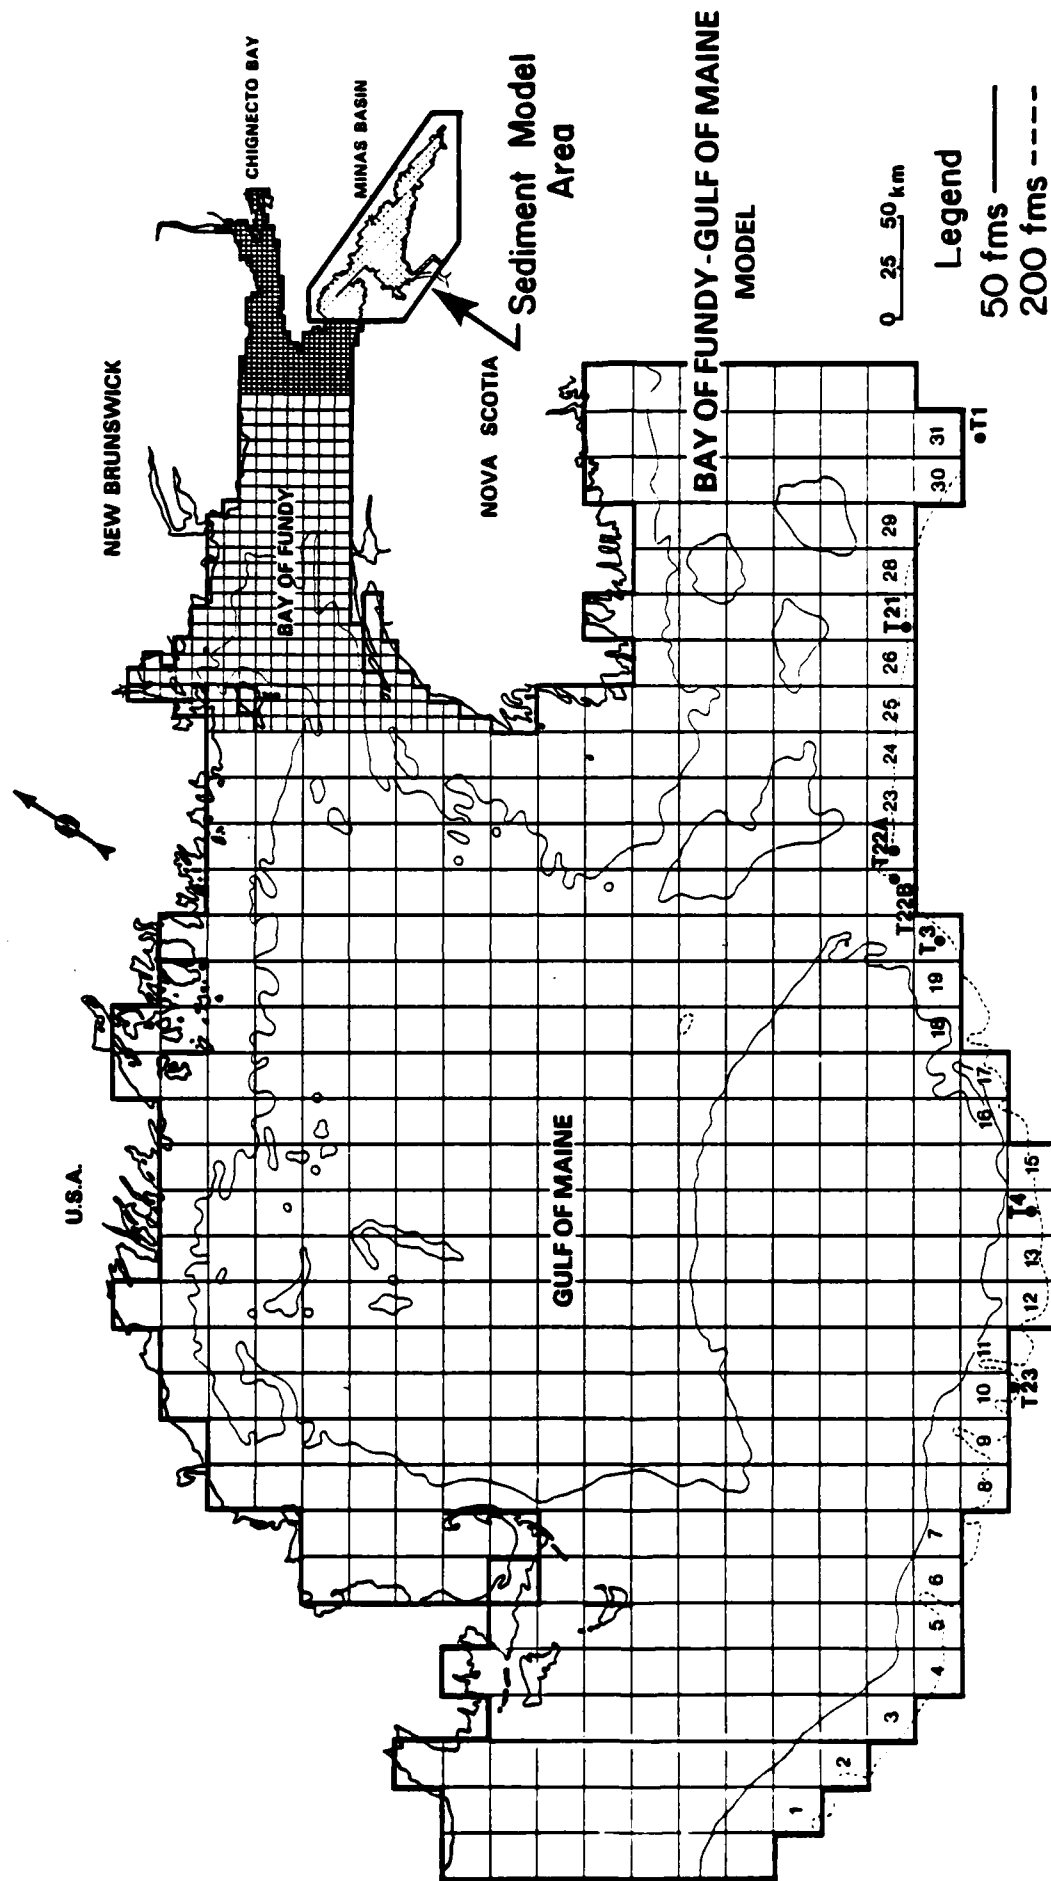 CHIGNECTO BAY
MINAS BASIN
NEW BRUNSWICK
BAY OF FUNDY
NOVA SCOTIA
Sediment Model
Area
U.S.A.
GULF OF MAINE
BAY OF FUNDY-GULF OF MAINE
MODEL
0 25 50 km
Legend
50 fms
200 fms
1
2
3
4
5
6
7
8
9
10
11
12
13
15
16
17
18
19
23
24
25
26
28
29
30
31
T23
T4
T3
T22B
T22A
T21
T1